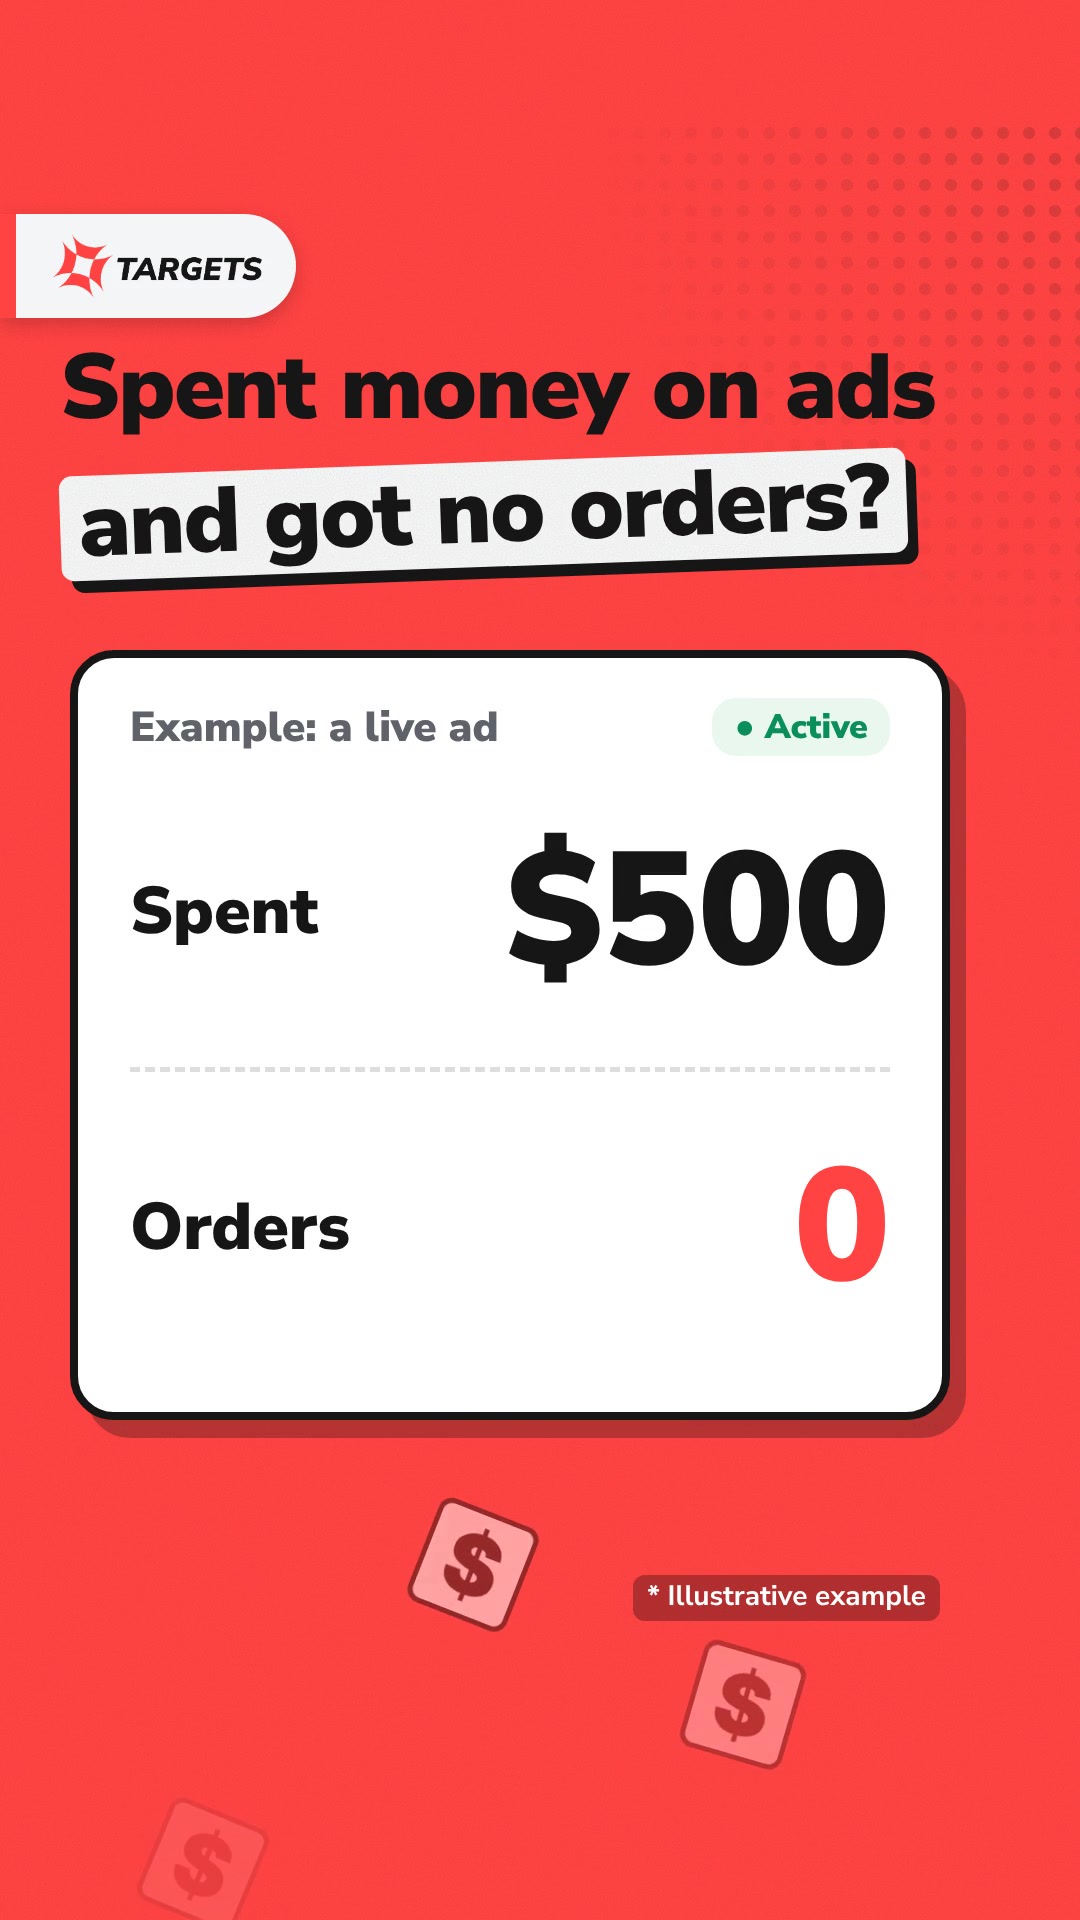 TARGETS
Spent money on ads
and got no orders?
Example: a live ad
● Active
Spent
$500
Orders
0
$
* Illustrative example
$
$